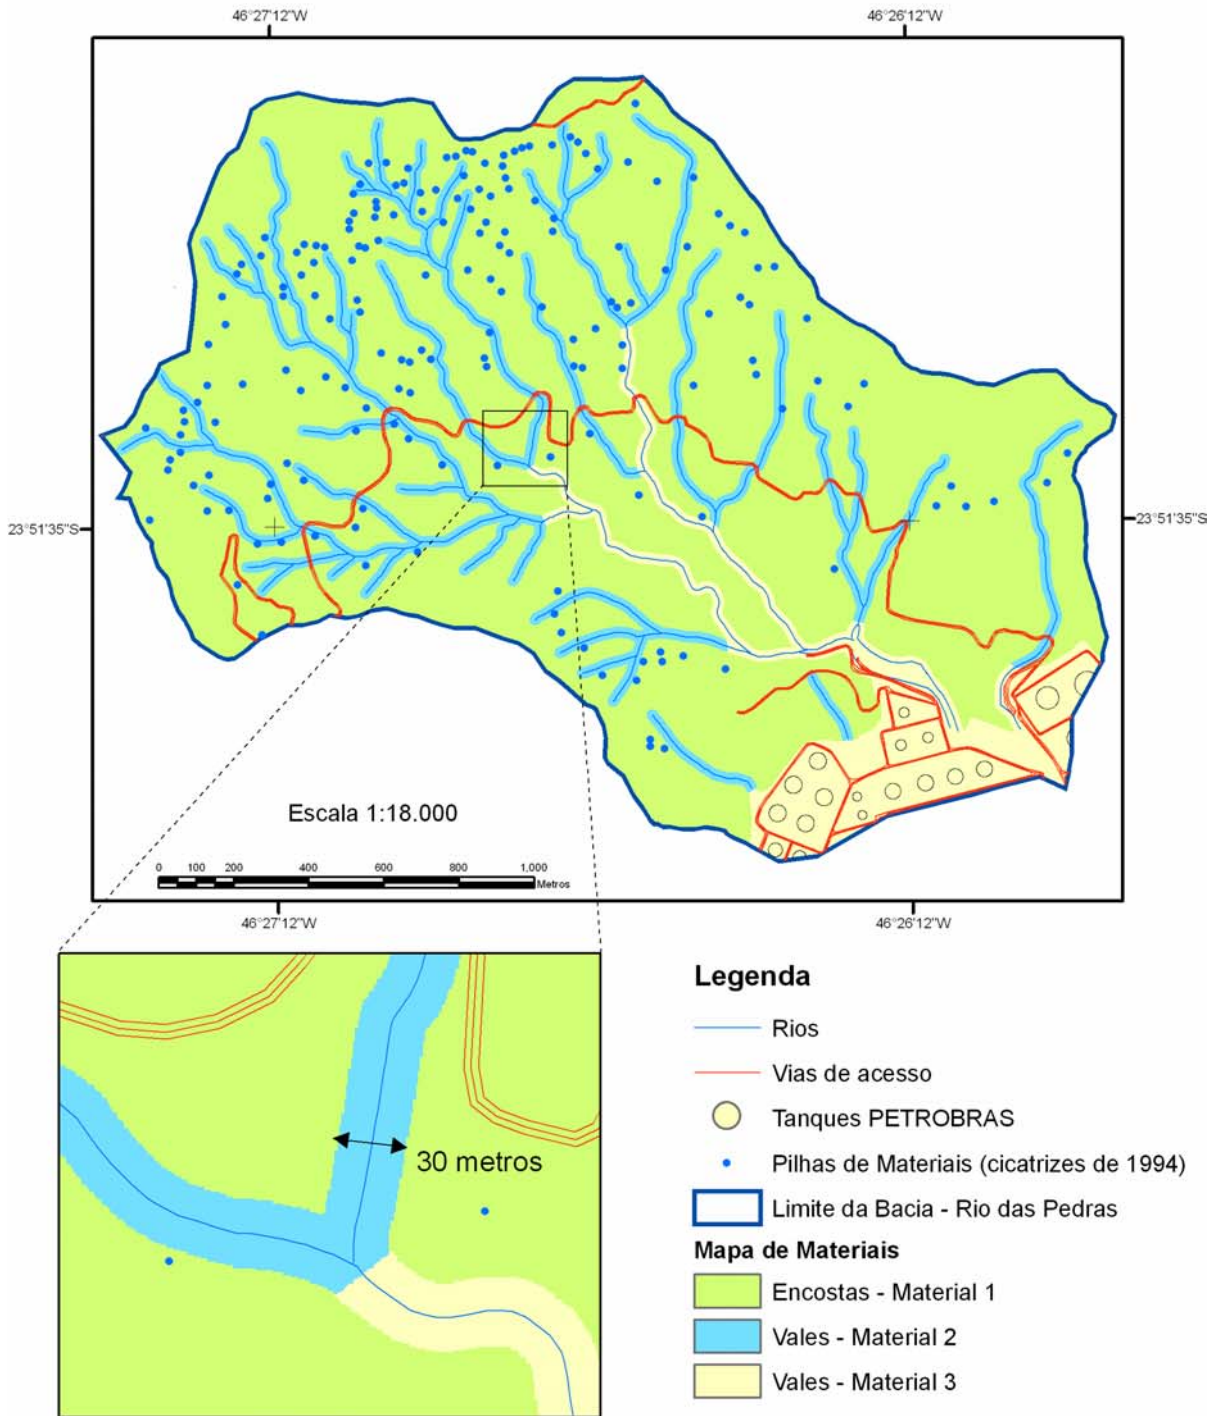 46°27'12"W
46°26'12"W
23°51'35"S
23°51'35"S
Escala 1:18.000
0 100 200 400 600 800 1,000
Metros
46°27'12"W
46°26'12"W
30 metros
Legenda
Rios
Vias de acesso
Tanques PETROBRAS
Pilhas de Materiais (cicatrizes de 1994)
Limite da Bacia - Rio das Pedras
Mapa de Materiais
Encostas - Material 1
Vales - Material 2
Vales - Material 3